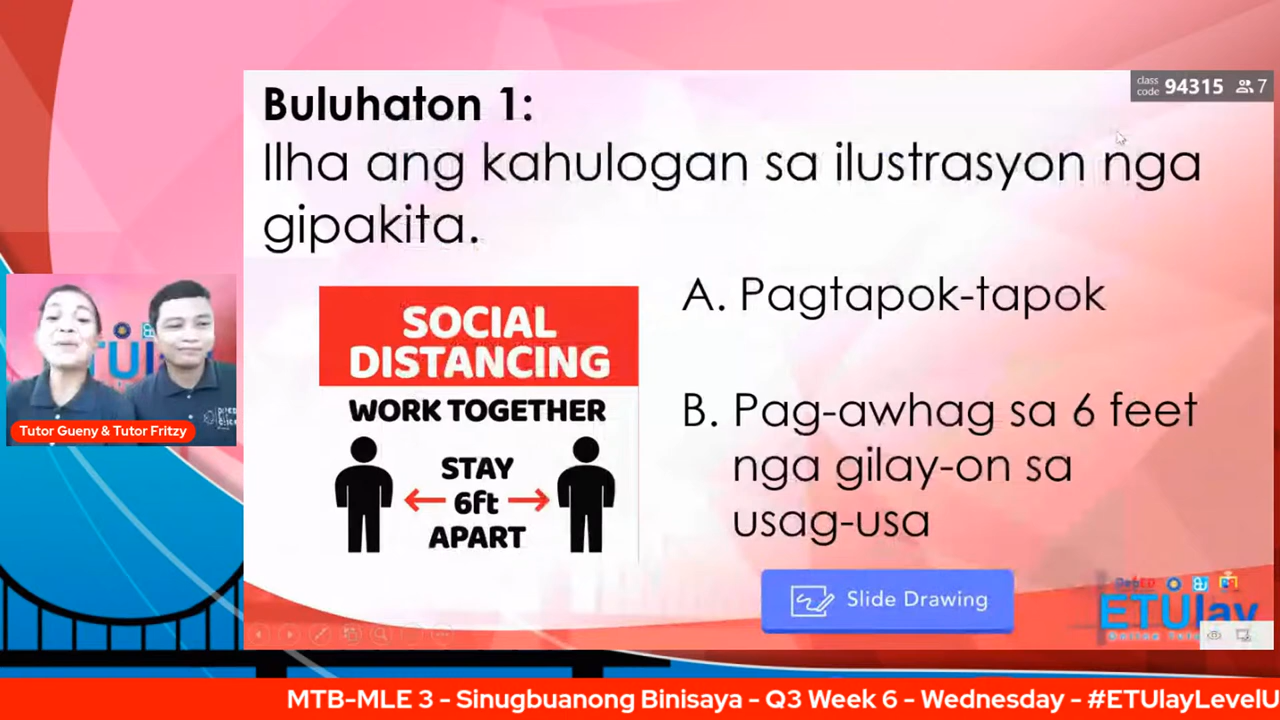 class code 94315 7
Buluhaton 1:
Ilha ang kahulogan sa ilustrasyon nga
gipakita.
SOCIAL
DISTANCING
WORK TOGETHER
STAY
6ft
APART
A. Pagtapok-tapok
B. Pag-awhag sa 6 feet
nga gilay-on sa
usag-usa
Slide Drawing
DepED
ETUlay
Tutor Gueny & Tutor Fritzy
MTB-MLE 3 - Sinugbuanong Binisaya - Q3 Week 6 - Wednesday - #ETUlayLevelU